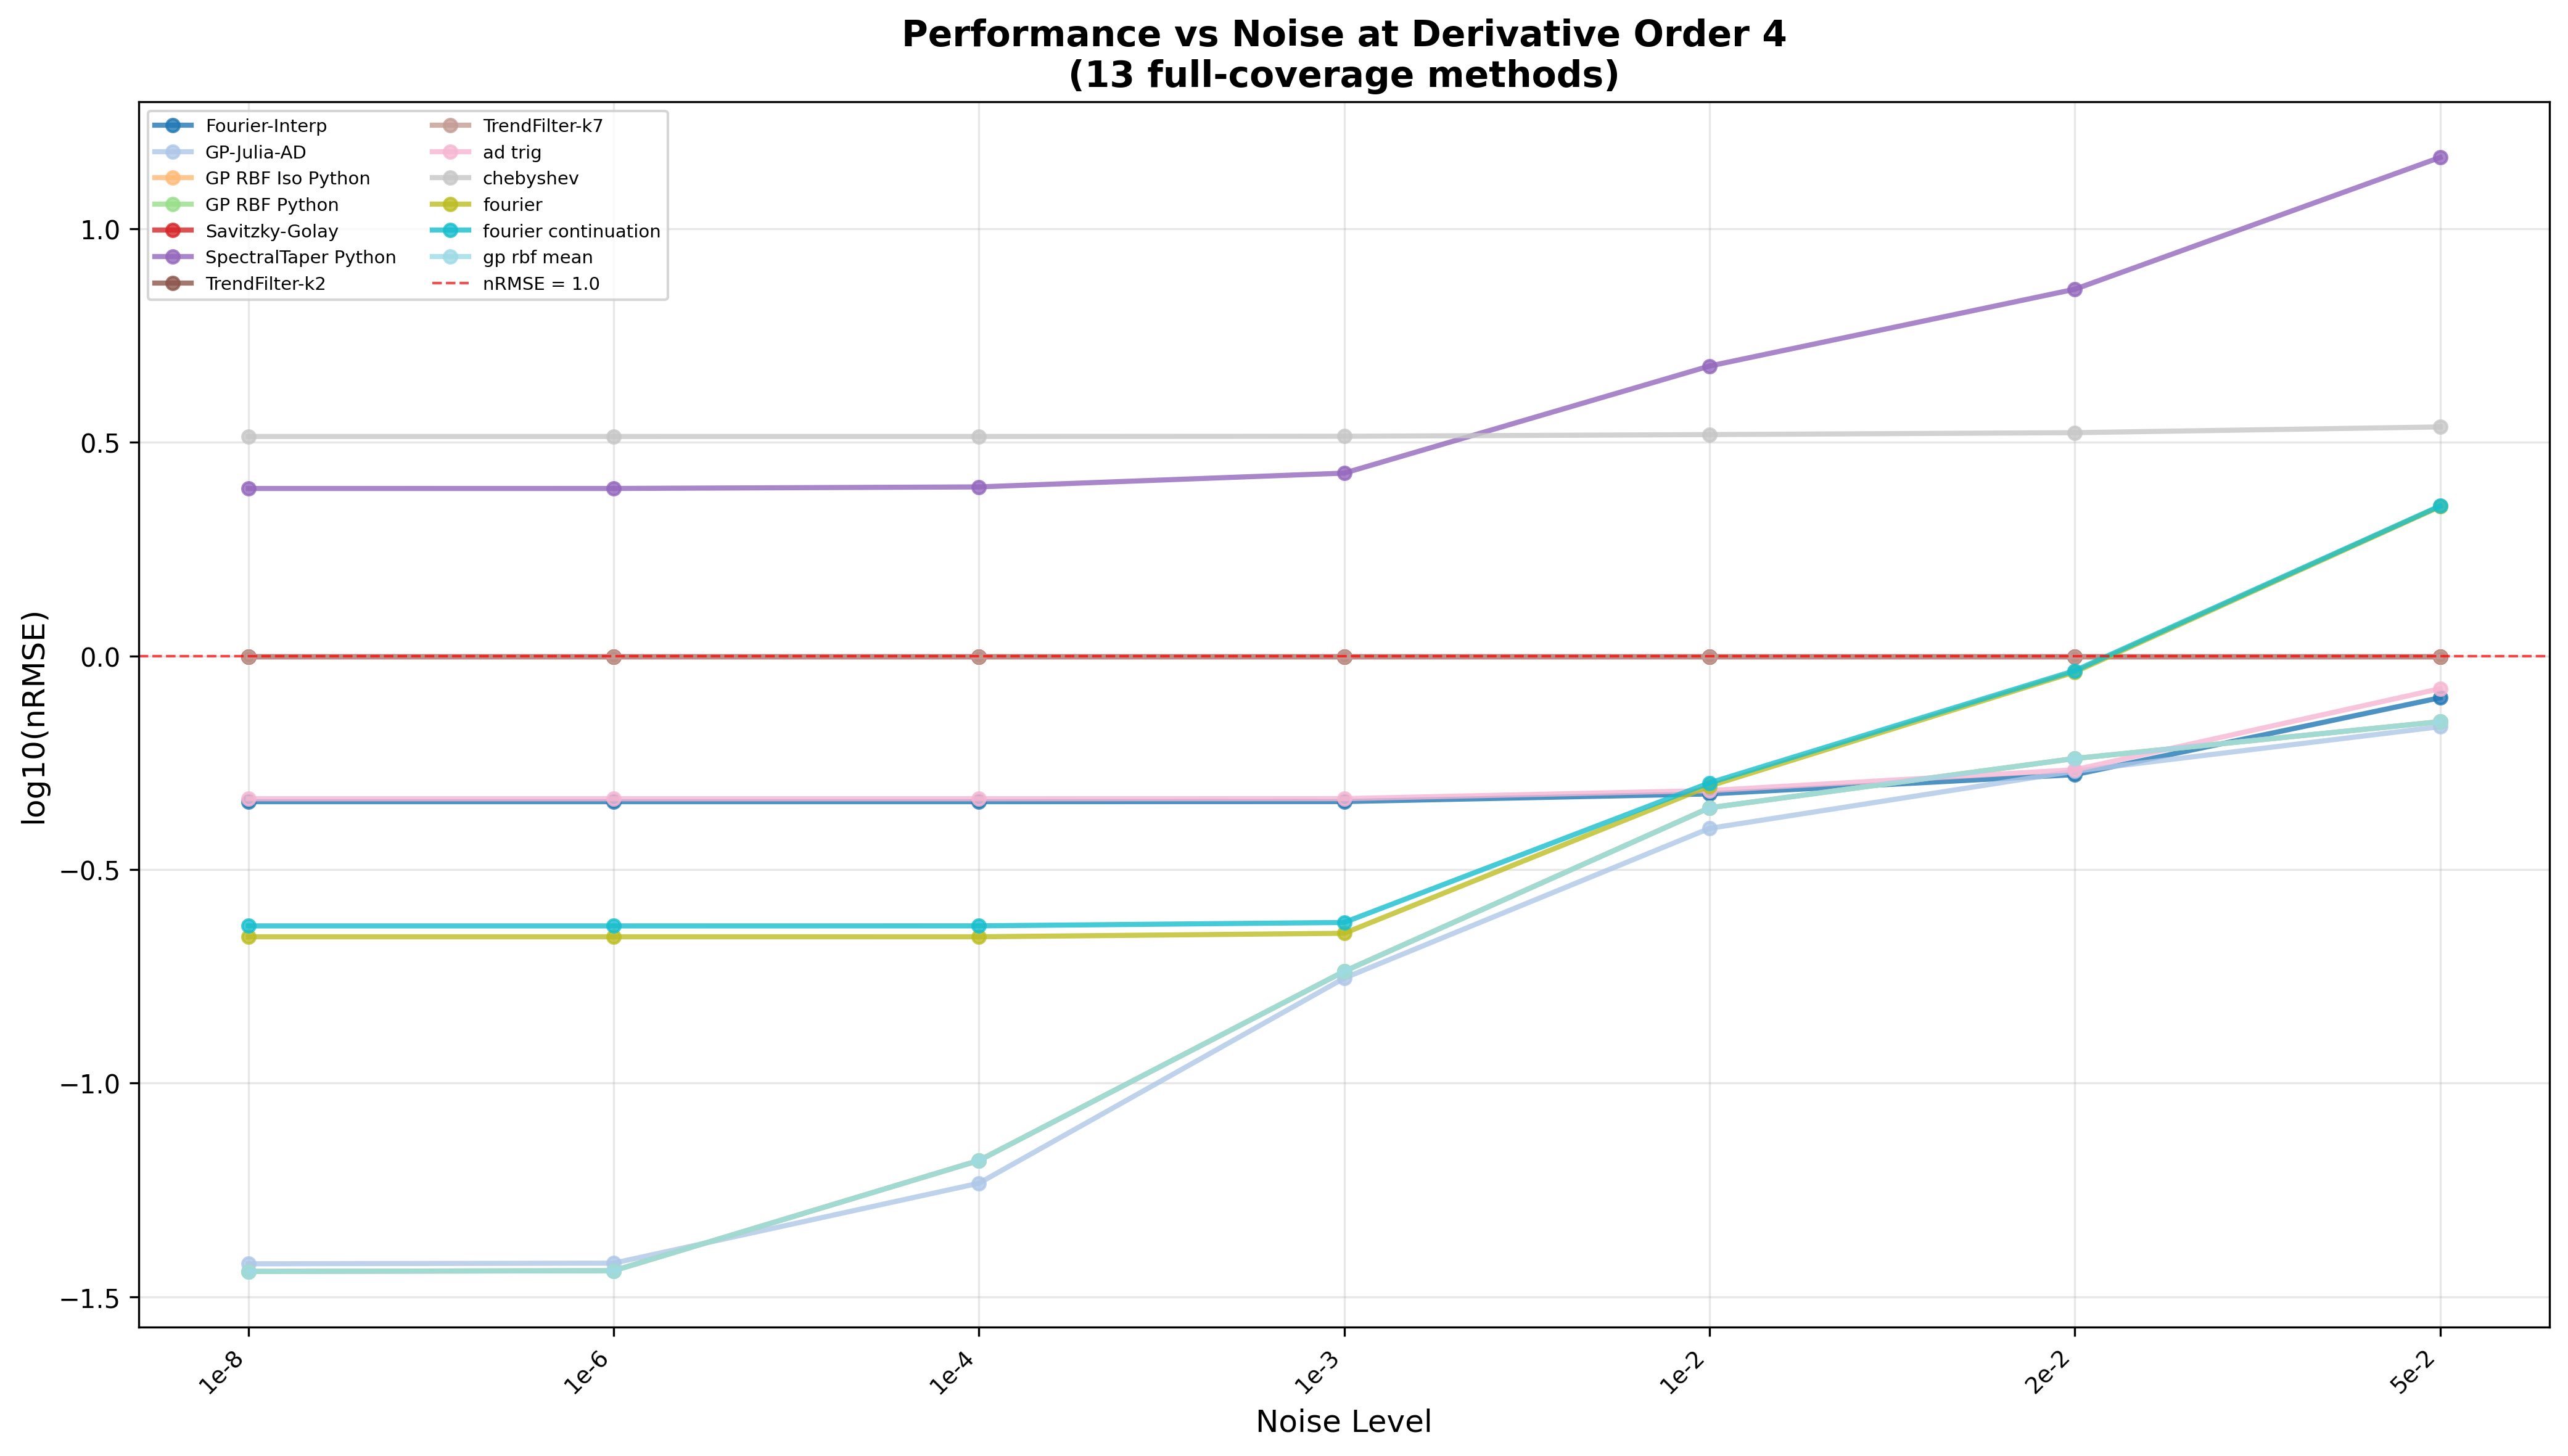 Performance vs Noise at Derivative Order 4
(13 full-coverage methods)
Fourier-Interp
GP-Julia-AD
GP RBF Iso Python
GP RBF Python
Savitzky-Golay
SpectralTaper Python
TrendFilter-k2
TrendFilter-k7
ad trig
chebyshev
fourier
fourier continuation
gp rbf mean
nRMSE = 1.0
log10(nRMSE)
1.0
0.5
0.0
−0.5
−1.0
−1.5
1e-8
1e-6
1e-4
1e-3
1e-2
2e-2
5e-2
Noise Level